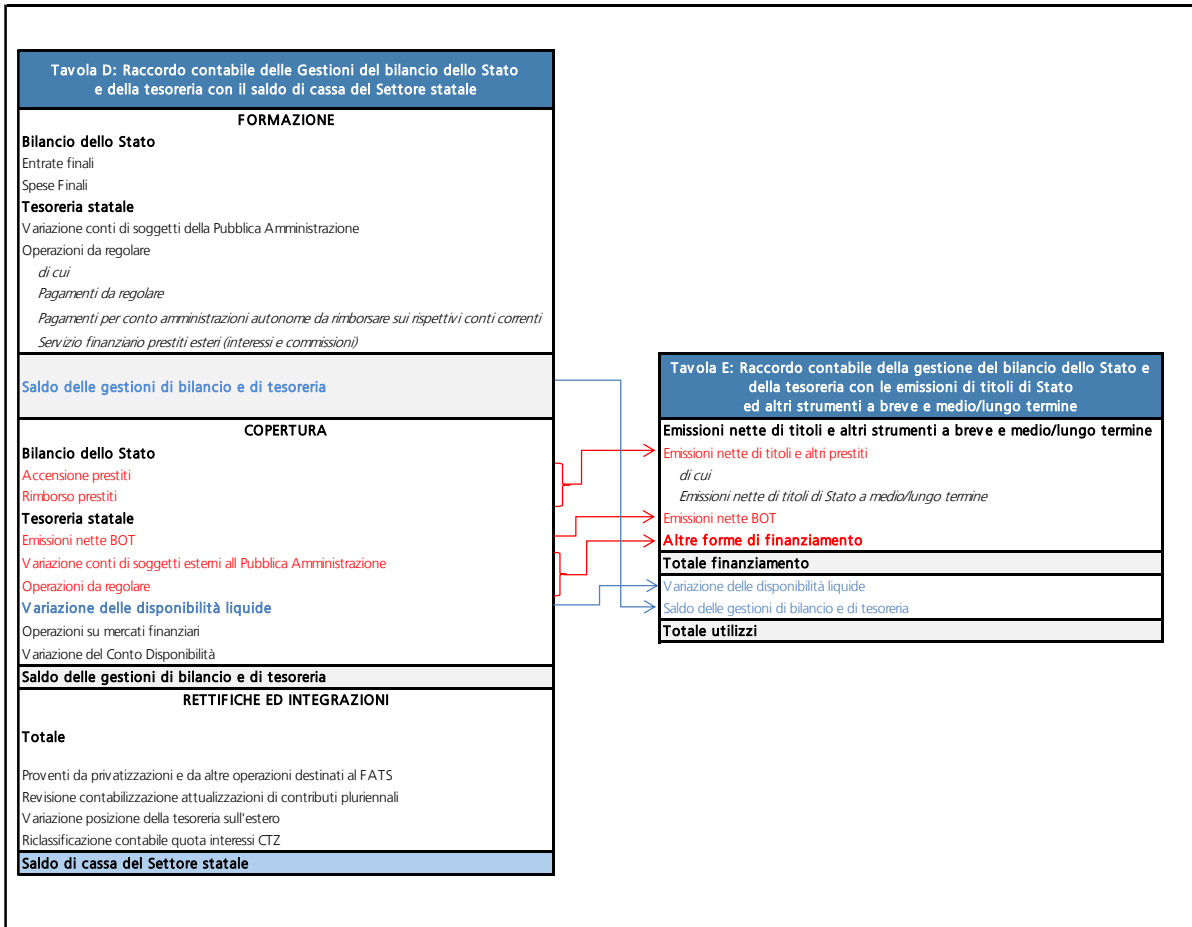 Tavola D: Raccordo contabile delle Gestioni del bilancio dello Stato
e della tesoreria con il saldo di cassa del Settore statale
FORMAZIONE
Bilancio dello Stato
Entrate finali
Spese Finali
Tesoreria statale
Variazione conti di soggetti della Pubblica Amministrazione
Operazioni da regolare
di cui
Pagamenti da regolare
Pagamenti per conto amministrazioni autonome da rimborsare sui rispettivi conti correnti
Servizio finanziario prestiti esteri (interessi e commissioni)
Saldo delle gestioni di bilancio e di tesoreria
COPERTURA
Bilancio dello Stato
Accensione prestiti
Rimborso prestiti
Tesoreria statale
Emissioni nette BOT
Variazione conti di soggetti esterni all Pubblica Amministrazione
Operazioni da regolare
Variazione delle disponibilità liquide
Operazioni su mercati finanziari
Variazione del Conto Disponibilità
Saldo delle gestioni di bilancio e di tesoreria
RETTIFICHE ED INTEGRAZIONI
Totale
Proventi da privatizzazioni e da altre operazioni destinati al FATS
Revisione contabilizzazione attualizzazioni di contributi pluriennali
Variazione posizione della tesoreria sull'estero
Riclassificazione contabile quota interessi CTZ
Saldo di cassa del Settore statale
Tavola E: Raccordo contabile della gestione del bilancio dello Stato e
della tesoreria con le emissioni di titoli di Stato
ed altri strumenti a breve e medio/lungo termine
Emissioni nette di titoli e altri strumenti a breve e medio/lungo termine
Emissioni nette di titoli e altri prestiti
di cui
Emissioni nette di titoli di Stato a medio/lungo termine
Emissioni nette BOT
Altre forme di finanziamento
Totale finanziamento
Variazione delle disponibilità liquide
Saldo delle gestioni di bilancio e di tesoreria
Totale utilizzi